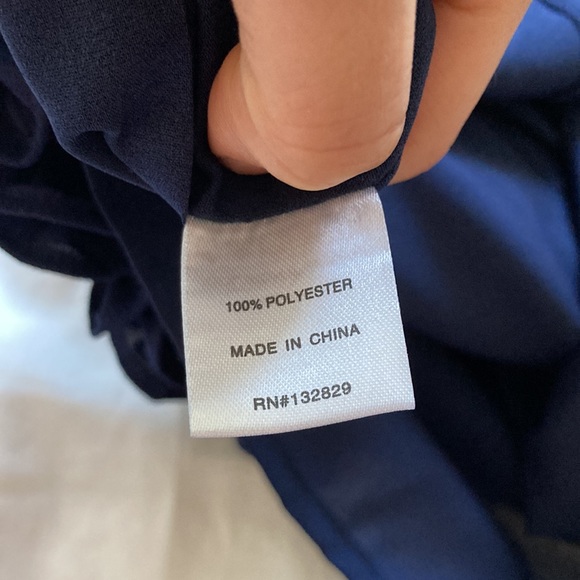 100% POLYESTER
MADE IN CHINA
RN#132829